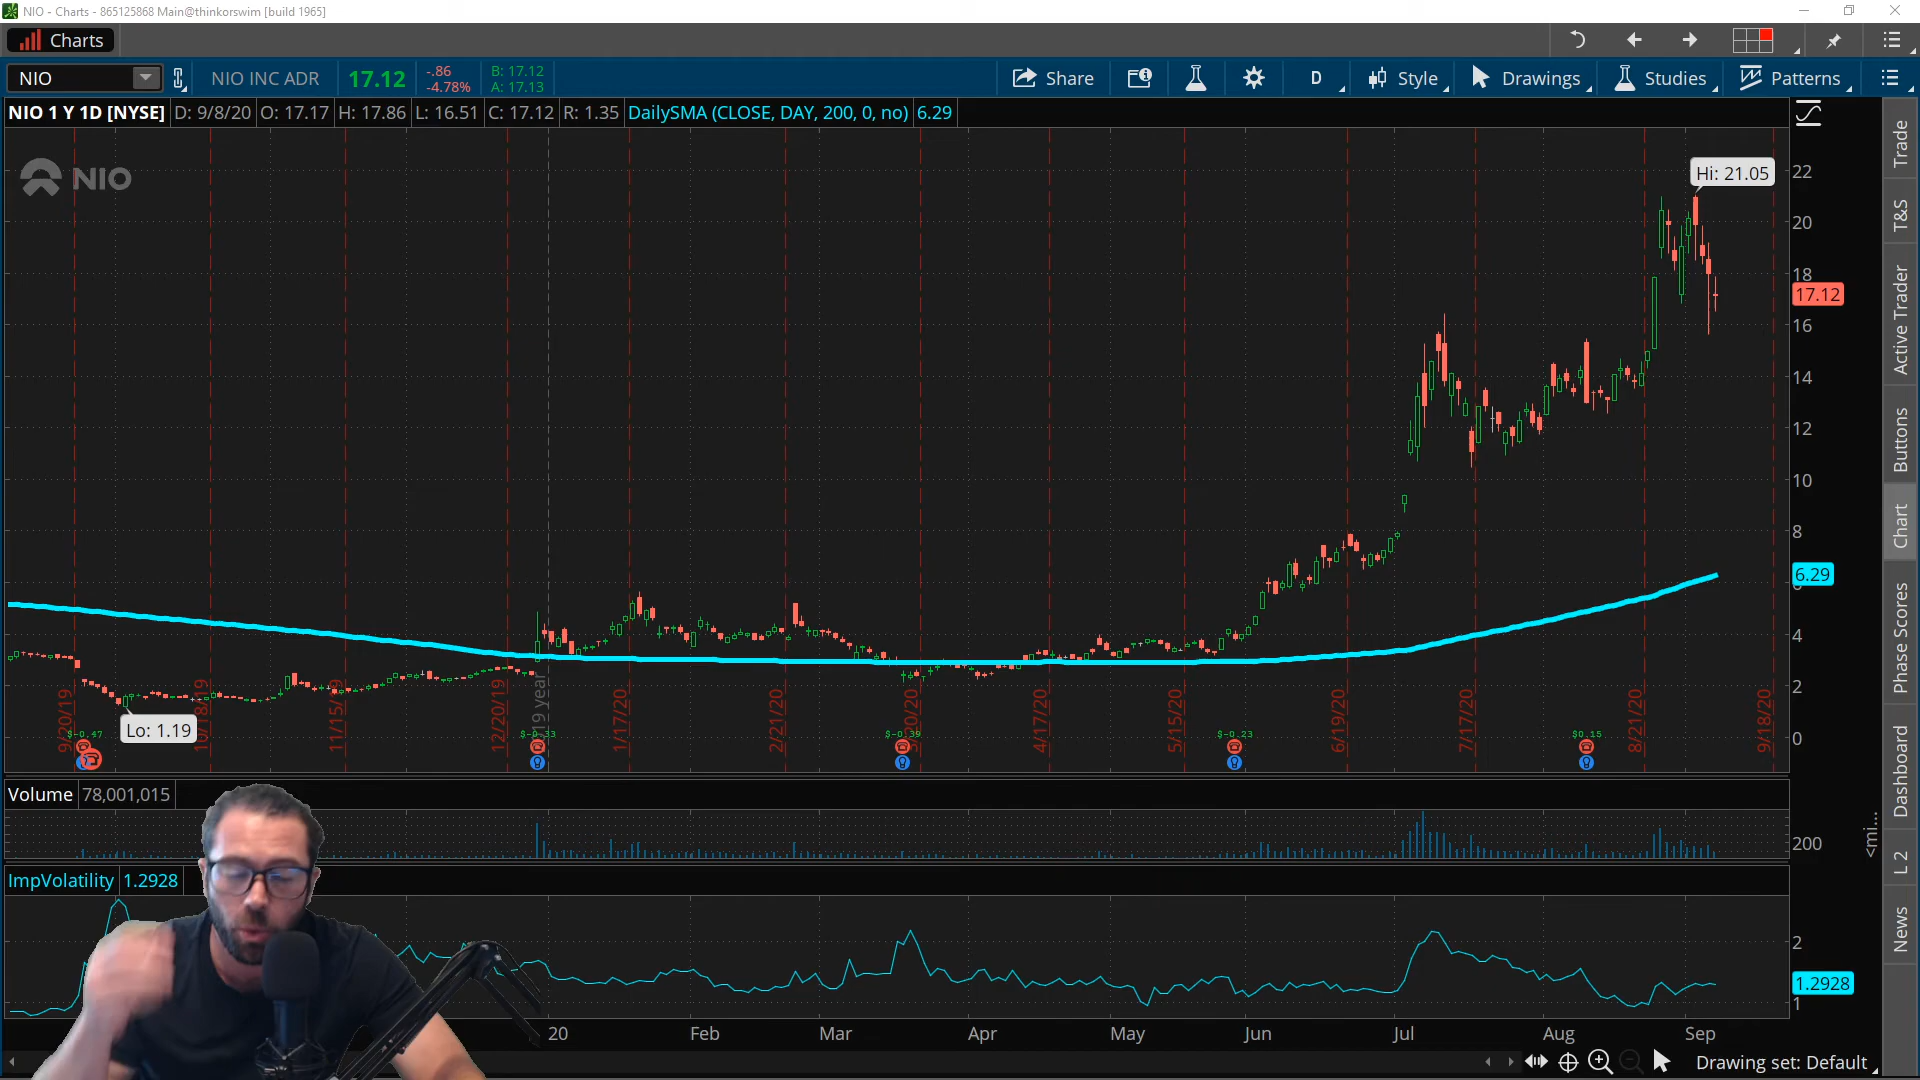 NIO - Charts - 865125868 Main@thinkorswim [build 1965]
Charts
NIO
NIO INC ADR
17.12
-.86
-4.78%
B: 17.12
A: 17.13
Share
D
Style
Drawings
Studies
Patterns
NIO 1 Y 1D [NYSE]
D: 9/8/20
O: 17.17
H: 17.86
L: 16.51
C: 17.12
R: 1.35
DailySMA (CLOSE, DAY, 200, 0, no)
6.29
NIO
Hi: 21.05
22
20
18
17.12
16
14
12
10
8
6.29
4
2
0
Lo: 1.19
9/20/19
10/18/19
11/15/19
12/20/19
19 year
1/17/20
2/21/20
3/20/20
4/17/20
5/15/20
6/19/20
7/17/20
8/21/20
9/18/20
$-0.47
$-0.33
$-0.39
$-0.23
$0.15
Volume
78,001,015
200
<mi...
ImpVolatility
1.2928
2
1.2928
1
20
Feb
Mar
Apr
May
Jun
Jul
Aug
Sep
Drawing set: Default
Trade
T&S
Active Trader
Buttons
Chart
Phase Scores
Dashboard
L 2
News